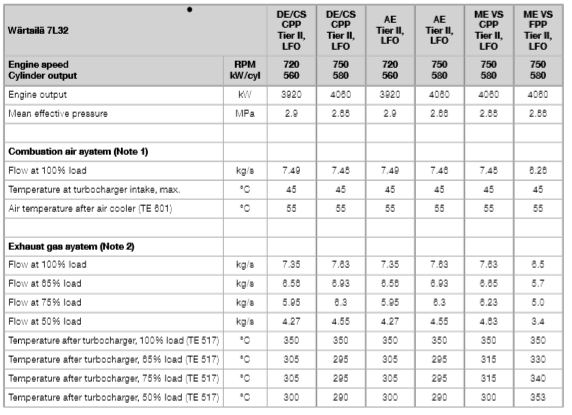 Wärtsilä 7L32 DE/CS CPP Tier II, LFO DE/CS CPP Tier II, LFO AE Tier II, LFO AE Tier II, LFO ME VS CPP Tier II, LFO ME VS FPP Tier II, LFO
Engine speed RPM 720 750 720 750 750 750
Cylinder output kW/cyl 560 580 560 580 580 580
Engine output kW 3920 4060 3920 4060 4060 4060
Mean effective pressure MPa 2.9 2.88 2.9 2.88 2.88 2.88
Combustion air system (Note 1)
Flow at 100% load kg/s 7.49 7.46 7.49 7.46 7.46 6.28
Temperature at turbocharger intake, max. °C 45 45 45 45 45 45
Air temperature after air cooler (TE 601) °C 55 55 55 55 55 55
Exhaust gas system (Note 2)
Flow at 100% load kg/s 7.35 7.63 7.35 7.63 7.63 6.5
Flow at 85% load kg/s 6.58 6.93 6.58 6.93 6.85 5.7
Flow at 75% load kg/s 5.95 6.3 5.95 6.3 6.23 5.0
Flow at 50% load kg/s 4.27 4.55 4.27 4.55 4.63 3.4
Temperature after turbocharger, 100% load (TE 517) °C 350 350 350 350 350 350
Temperature after turbocharger, 85% load (TE 517) °C 305 295 305 295 315 330
Temperature after turbocharger, 75% load (TE 517) °C 305 295 305 295 315 340
Temperature after turbocharger, 50% load (TE 517) °C 300 290 300 290 300 353